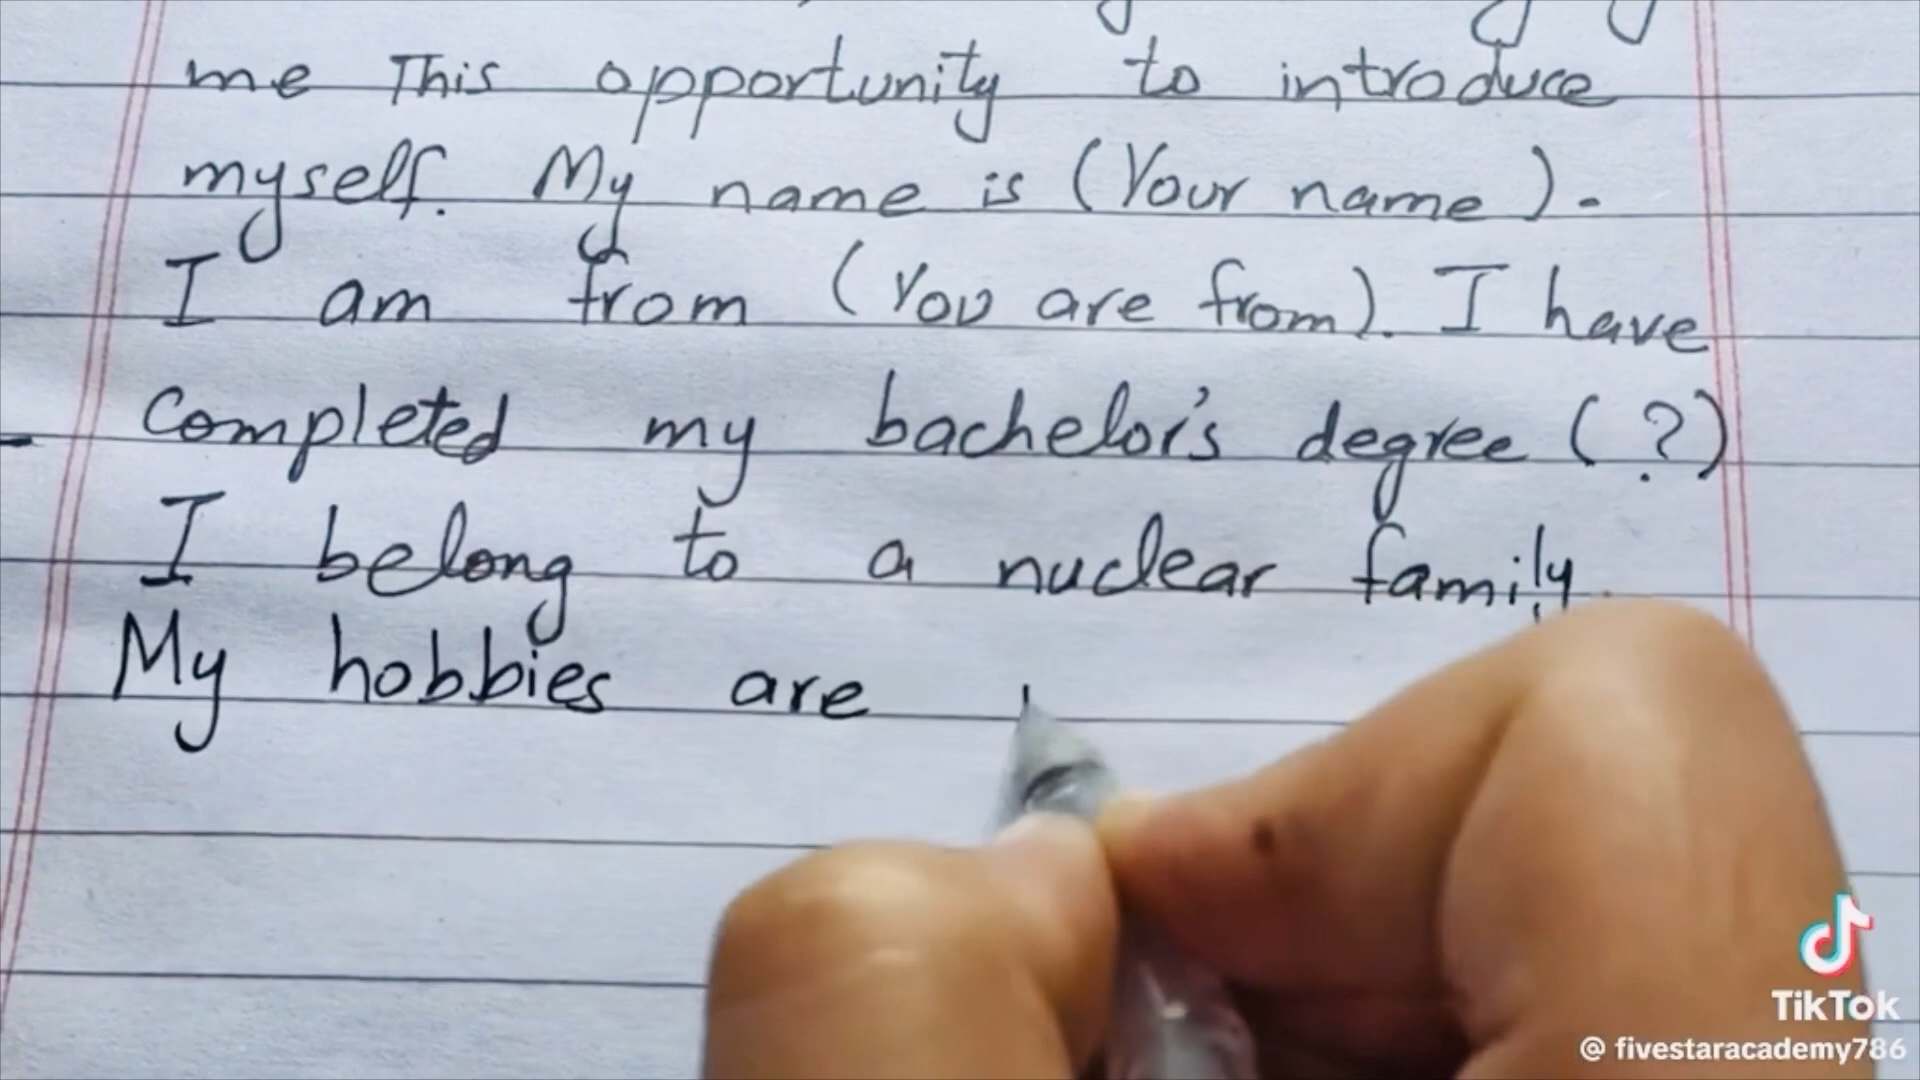 me This opportunity to introduce
myself. My name is (Your name).
I am from (You are from). I have
Completed my bachelor's degree (?)
I belong to a nuclear family.
My hobbies are
TikTok
@ fivestaracademy786